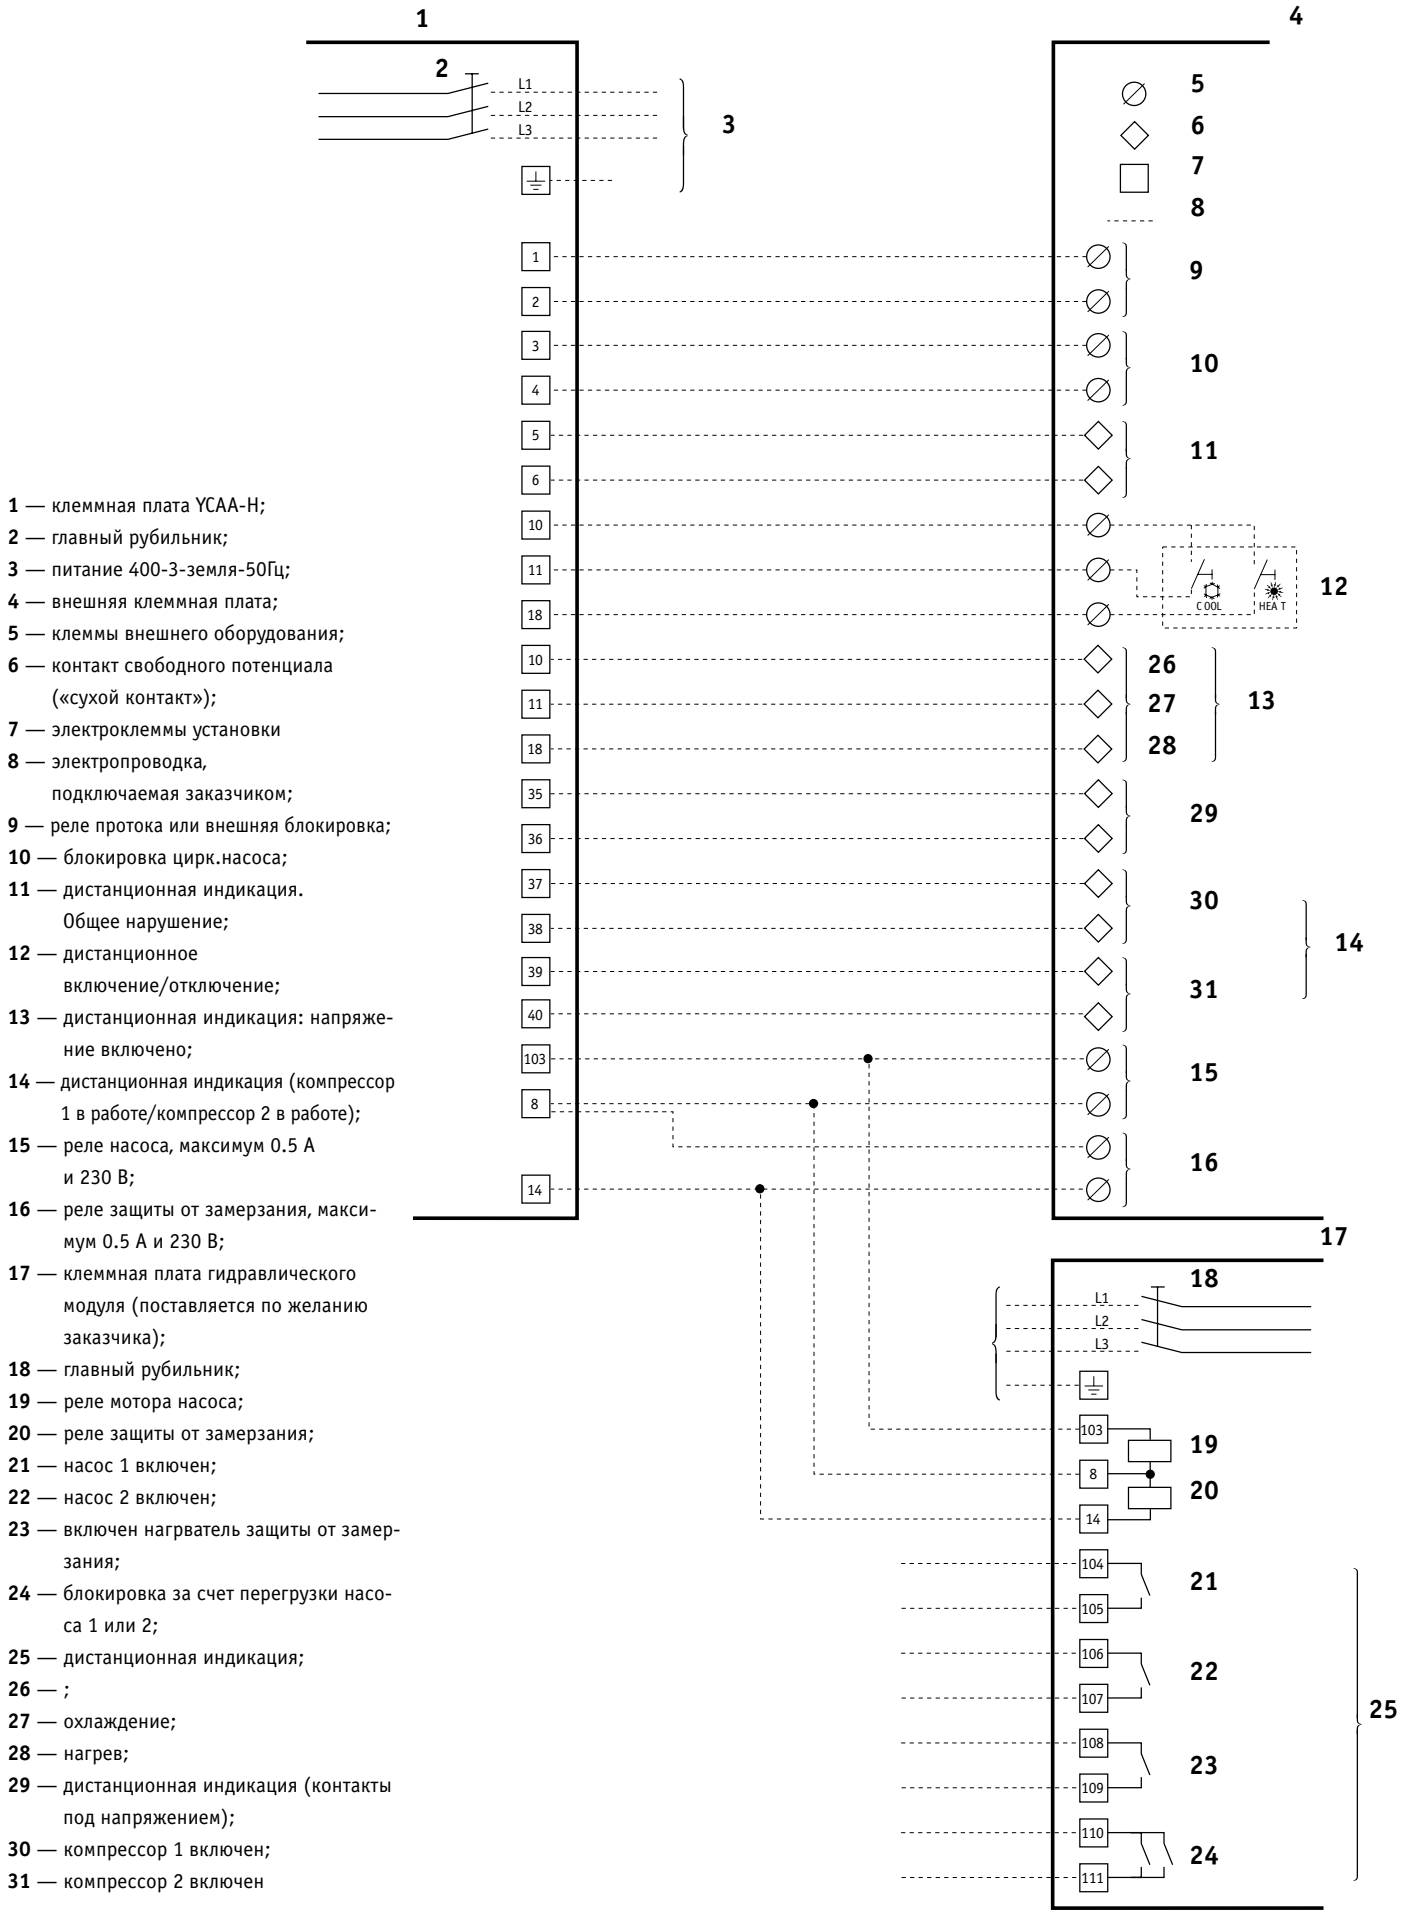 1
4
2
L1
L2
L3
3
5
6
7
8
1
2
9
3
4
10
5
6
11
10
11
18
COOL
HEAT
12
10
11
18
26
27
28
13
35
36
29
37
38
30
39
40
31
14
103
8
15
14
16
17
18
L1
L2
L3
103
8
14
19
20
104
105
21
106
107
22
108
109
23
110
111
24
25
1 — клеммная плата YCAA-H;
2 — главный рубильник;
3 — питание 400-3-земля-50Гц;
4 — внешняя клеммная плата;
5 — клеммы внешнего оборудования;
6 — контакт свободного потенциала
(«сухой контакт»);
7 — электроклеммы установки
8 — электропроводка,
подключаемая заказчиком;
9 — реле протока или внешняя блокировка;
10 — блокировка цирк.насоса;
11 — дистанционная индикация.
Общее нарушение;
12 — дистанционное
включение/отключение;
13 — дистанционная индикация: напряже-
ние включено;
14 — дистанционная индикация (компрессор
1 в работе/компрессор 2 в работе);
15 — реле насоса, максимум 0.5 А
и 230 В;
16 — реле защиты от замерзания, макси-
мум 0.5 А и 230 В;
17 — клеммная плата гидравлического
модуля (поставляется по желанию
заказчика);
18 — главный рубильник;
19 — реле мотора насоса;
20 — реле защиты от замерзания;
21 — насос 1 включен;
22 — насос 2 включен;
23 — включен нагрватель защиты от замер-
зания;
24 — блокировка за счет перегрузки насо-
са 1 или 2;
25 — дистанционная индикация;
26 — ;
27 — охлаждение;
28 — нагрев;
29 — дистанционная индикация (контакты
под напряжением);
30 — компрессор 1 включен;
31 — компрессор 2 включен